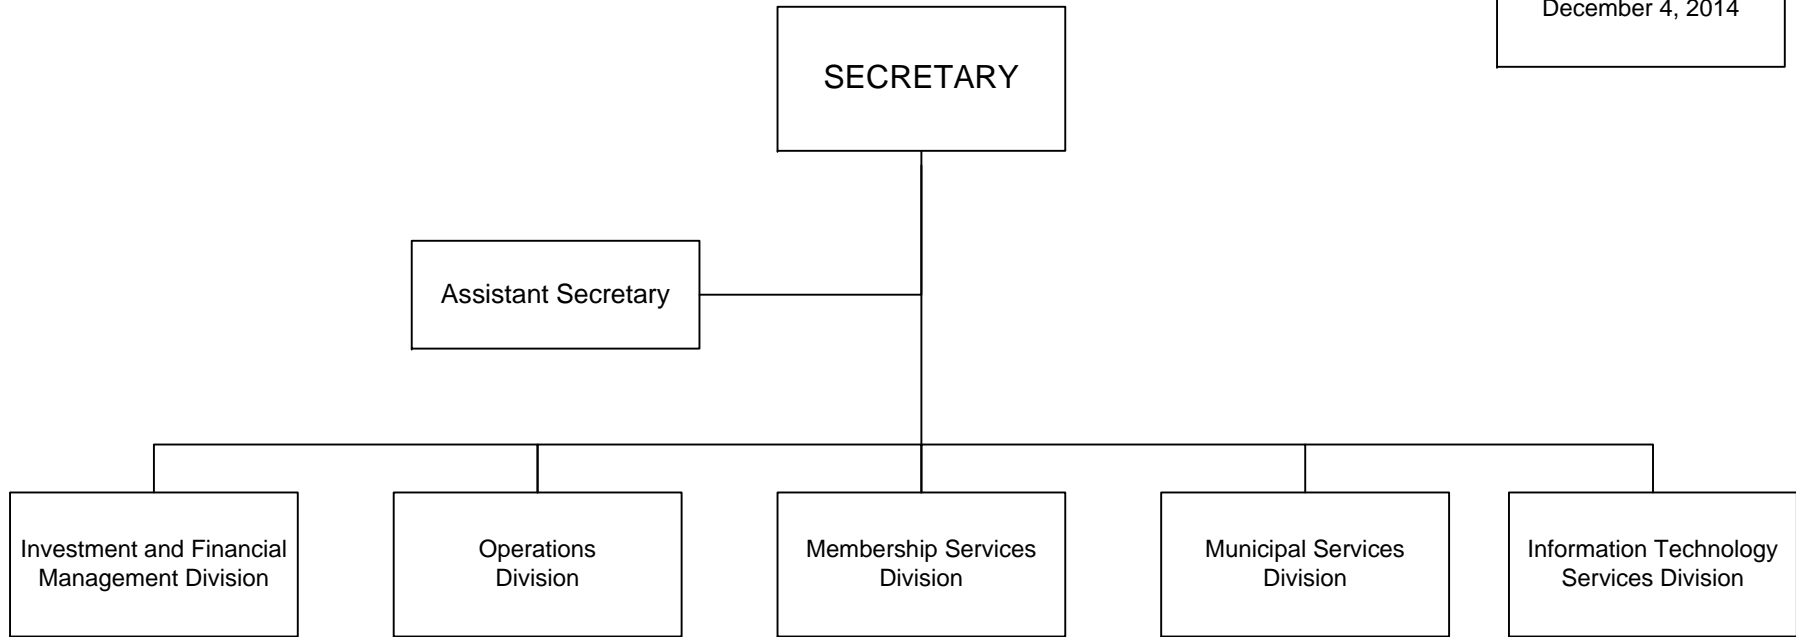 December 4, 2014
SECRETARY
Assistant Secretary
Investment and Financial
Management Division
Operations
Division
Membership Services
Division
Municipal Services
Division
Information Technology
Services Division